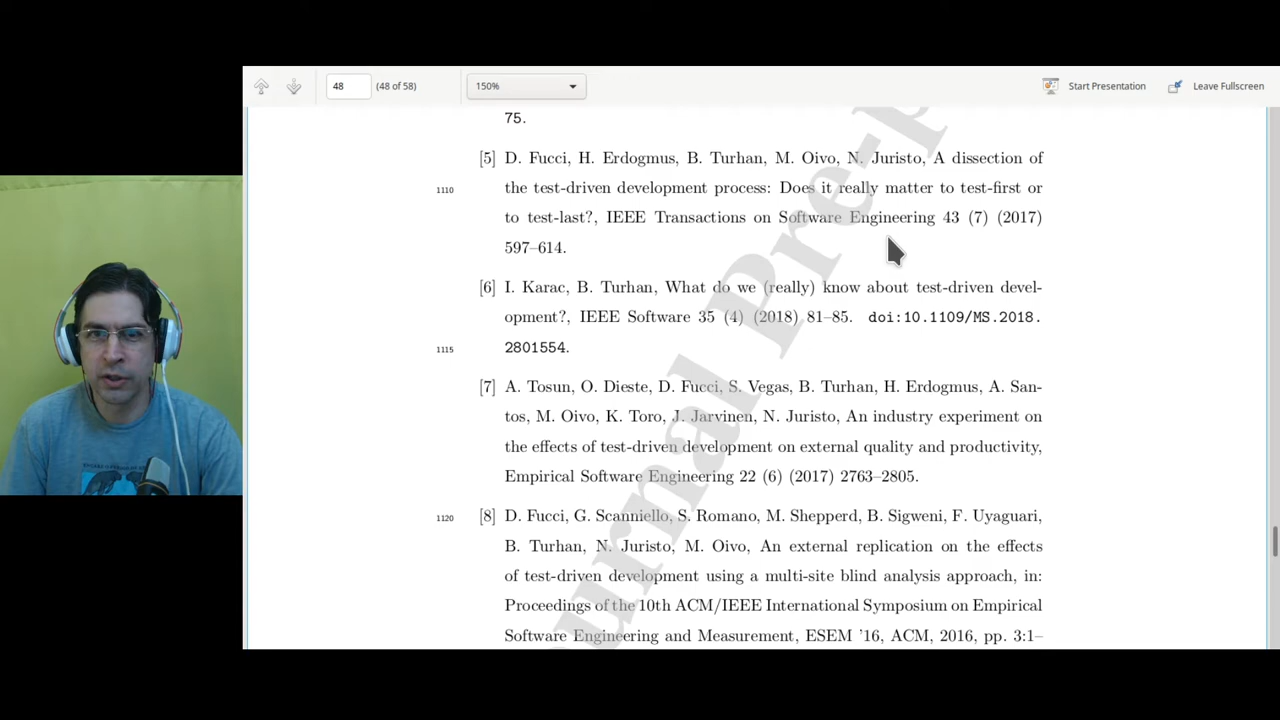 48
(48 of 58)
150%
Start Presentation
Leave Fullscreen
75.
[5] D. Fucci, H. Erdogmus, B. Turhan, M. Oivo, N. Juristo, A dissection of
1110 the test-driven development process: Does it really matter to test-first or
to test-last?, IEEE Transactions on Software Engineering 43 (7) (2017)
597–614.
[6] I. Karac, B. Turhan, What do we (really) know about test-driven devel-
opment?, IEEE Software 35 (4) (2018) 81–85. doi:10.1109/MS.2018.
1115 2801554.
[7] A. Tosun, O. Dieste, D. Fucci, S. Vegas, B. Turhan, H. Erdogmus, A. San-
tos, M. Oivo, K. Toro, J. Jarvinen, N. Juristo, An industry experiment on
the effects of test-driven development on external quality and productivity,
Empirical Software Engineering 22 (6) (2017) 2763–2805.
1120 [8] D. Fucci, G. Scanniello, S. Romano, M. Shepperd, B. Sigweni, F. Uyaguari,
B. Turhan, N. Juristo, M. Oivo, An external replication on the effects
of test-driven development using a multi-site blind analysis approach, in:
Proceedings of the 10th ACM/IEEE International Symposium on Empirical
Software Engineering and Measurement, ESEM '16, ACM, 2016, pp. 3:1–
ournal Pre-p